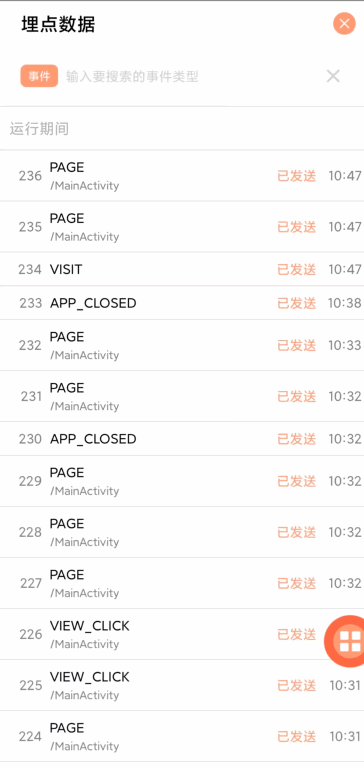 埋点数据
事件 输入要搜索的事件类型
运行期间
236 PAGE 已发送 10:47
/MainActivity
235 PAGE 已发送 10:47
/MainActivity
234 VISIT 已发送 10:47
233 APP_CLOSED 已发送 10:38
232 PAGE 已发送 10:33
/MainActivity
231 PAGE 已发送 10:32
/MainActivity
230 APP_CLOSED 已发送 10:32
229 PAGE 已发送 10:32
/MainActivity
228 PAGE 已发送 10:32
/MainActivity
227 PAGE 已发送 10:32
/MainActivity
226 VIEW_CLICK 已发送
/MainActivity
225 VIEW_CLICK 已发送 10:31
/MainActivity
224 PAGE 已发送 10:31
/MainActivity